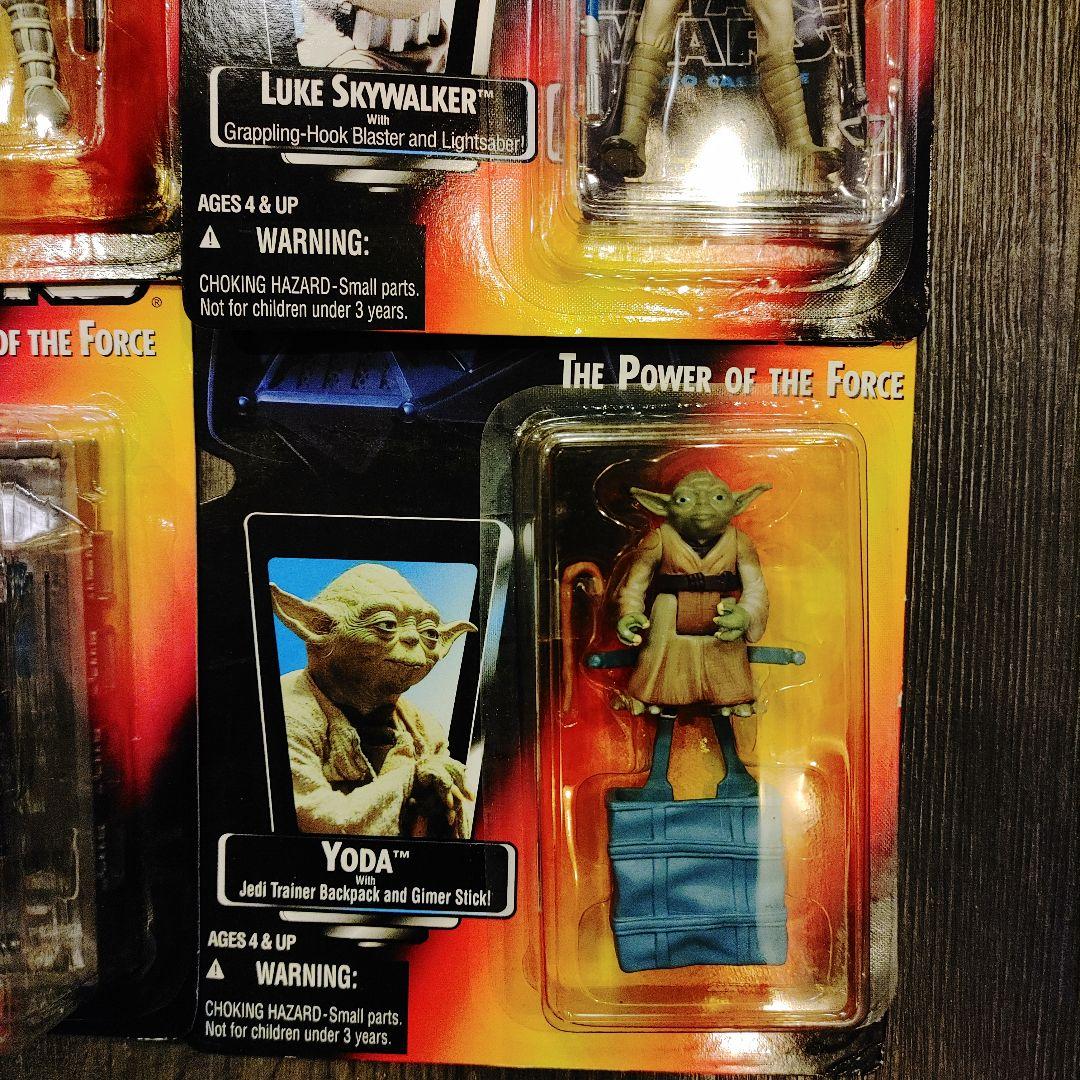 LUKE SKYWALKER™
With
Grappling-Hook Blaster and Lightsaber!
AGES 4 & UP
WARNING:
CHOKING HAZARD-Small parts.
Not for children under 3 years.
WARS
®
OF THE FORCE
THE POWER OF THE FORCE
YODA™
With
Jedi Trainer Backpack and Gimer Stick!
AGES 4 & UP
WARNING:
CHOKING HAZARD-Small parts.
Not for children under 3 years.